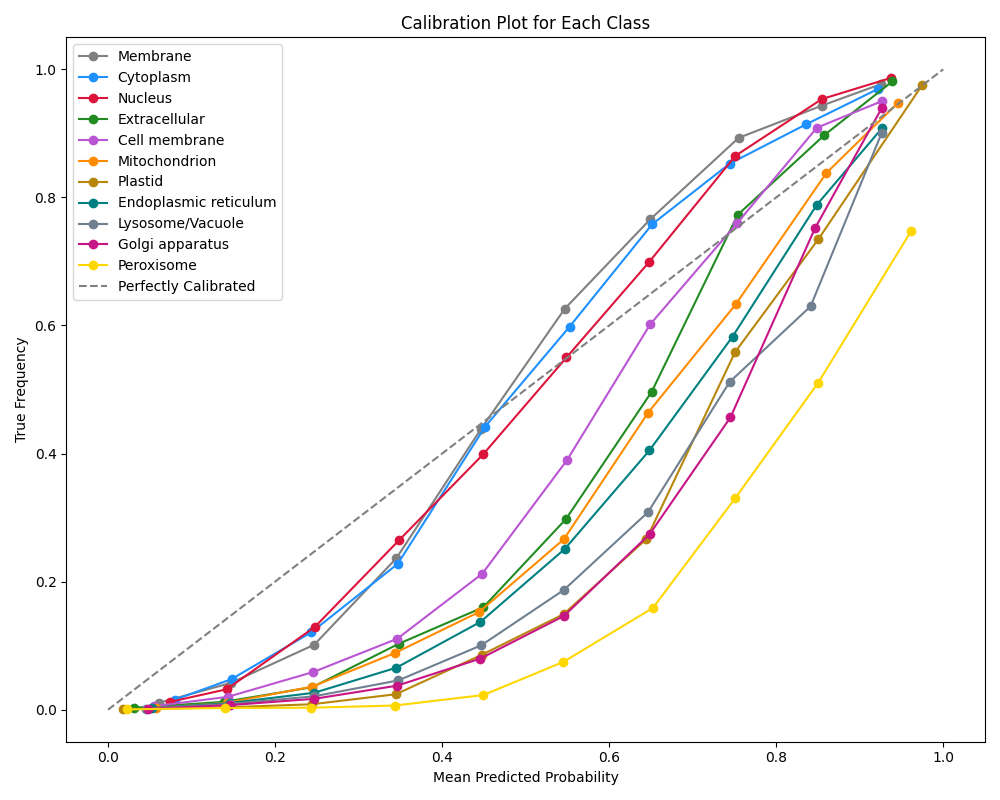 Calibration Plot for Each Class
Membrane
Cytoplasm
Nucleus
Extracellular
Cell membrane
Mitochondrion
Plastid
Endoplasmic reticulum
Lysosome/Vacuole
Golgi apparatus
Peroxisome
Perfectly Calibrated
True Frequency
1.0
0.8
0.6
0.4
0.2
0.0
0.0 0.2 0.4 0.6 0.8 1.0
Mean Predicted Probability